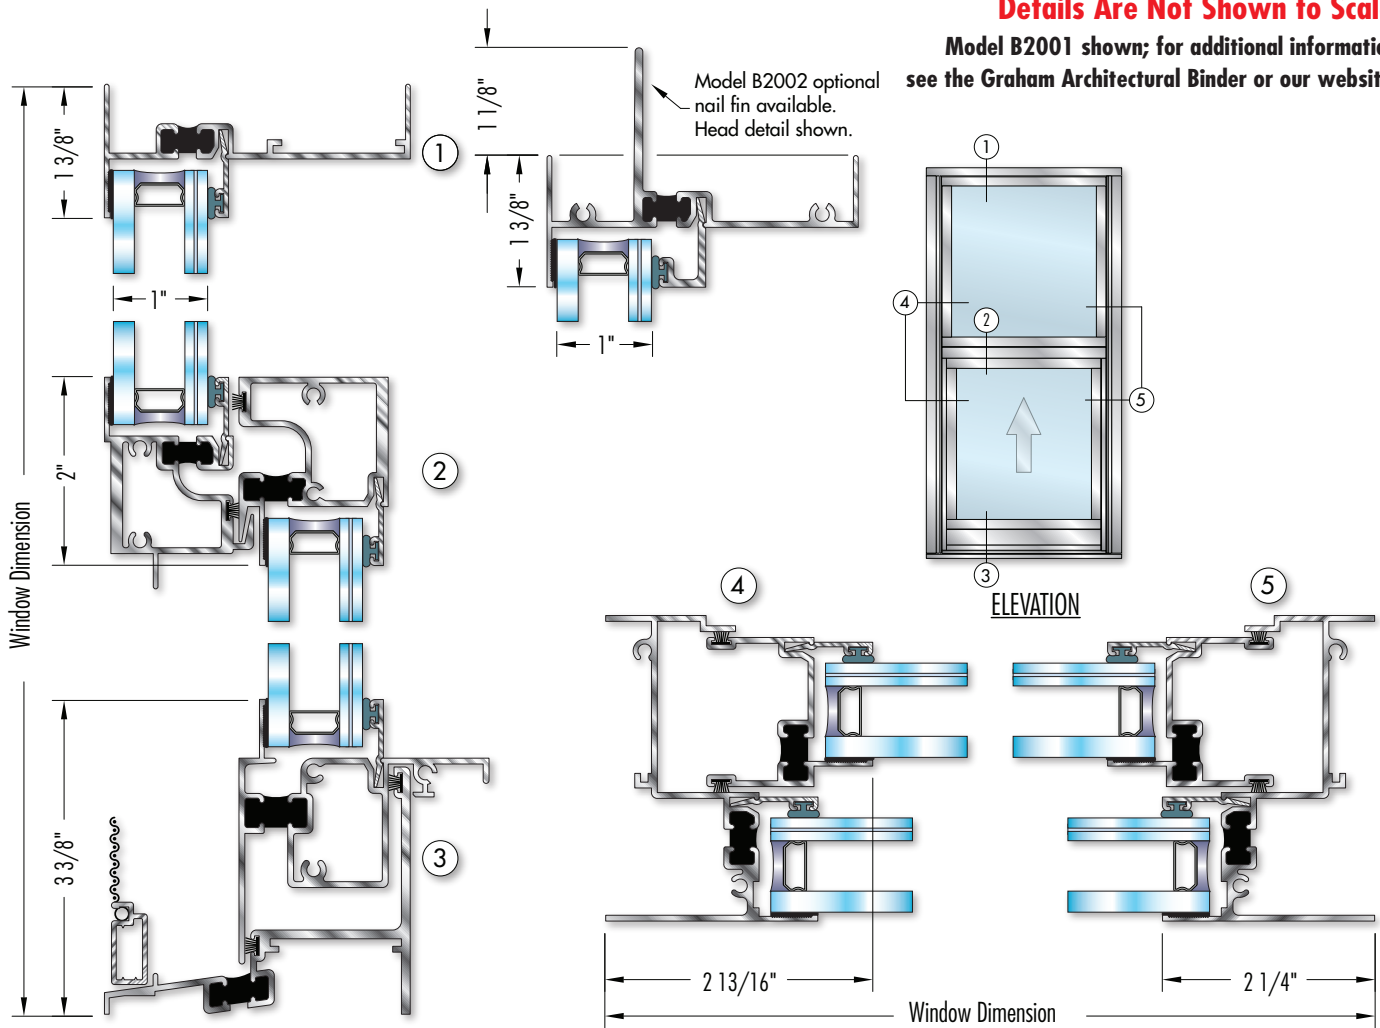 Details Are Not Shown to Scal
Model B2001 shown; for additional informatio
see the Graham Architectural Binder or our websit
Model B2002 optional
nail fin available.
Head detail shown.
1 1/8"
1 3/8"
1
1 3/8"
1"
1"
1
4
2
5
3
ELEVATION
2"
2
Window Dimension
3 3/8"
3
4
5
2 13/16"
2 1/4"
Window Dimension